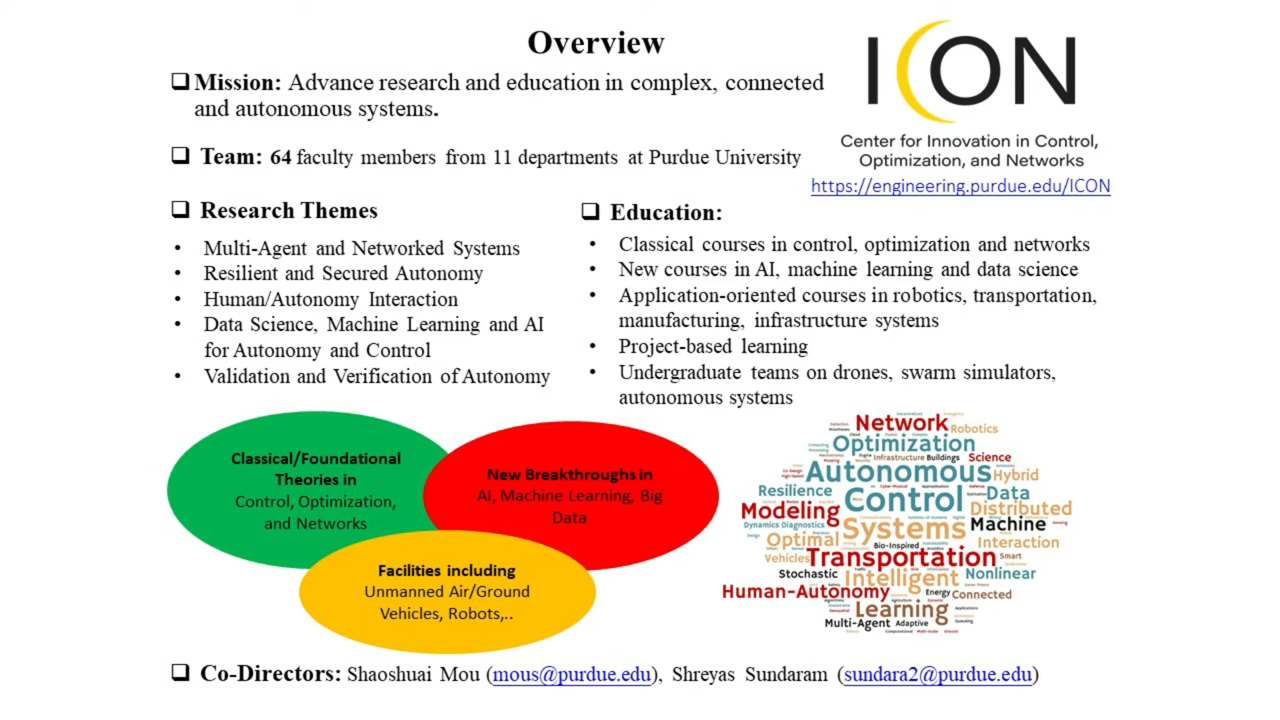 Overview
❑ Mission: Advance research and education in complex, connected
and autonomous systems.
❑ Team: 64 faculty members from 11 departments at Purdue University
ICON
Center for Innovation in Control,
Optimization, and Networks
https://engineering.purdue.edu/ICON
❑ Research Themes
• Multi-Agent and Networked Systems
• Resilient and Secured Autonomy
• Human/Autonomy Interaction
• Data Science, Machine Learning and AI
for Autonomy and Control
• Validation and Verification of Autonomy
❑ Education:
• Classical courses in control, optimization and networks
• New courses in AI, machine learning and data science
• Application-oriented courses in robotics, transportation,
manufacturing, infrastructure systems
• Project-based learning
• Undergraduate teams on drones, swarm simulators,
autonomous systems
Classical/Foundational
Theories in
Control, Optimization,
and Networks
New Breakthroughs in
AI, Machine Learning, Big
Data
Facilities including
Unmanned Air/Ground
Vehicles, Robots,..
Network
Robotics
Optimization
Infrastructure Buildings Science
Autonomous Hybrid
Resilience Control Data
Modeling Distributed
Dynamics Diagnostics Systems Machine
Optimal Bio-Inspired Interaction
Vehicles Transportation Smart
Stochastic Intelligent Nonlinear
Human-Autonomy Energy Connected
Learning
Multi-Agent Adaptive
❑ Co-Directors: Shaoshuai Mou (mous@purdue.edu), Shreyas Sundaram (sundara2@purdue.edu)